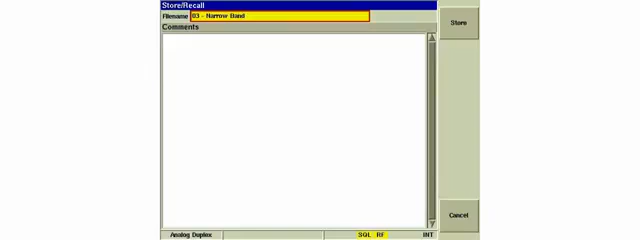 Store/Recall
Filename 03 - Narrow Band
Store
Comments
Cancel
Analog Duplex SQL RF INT